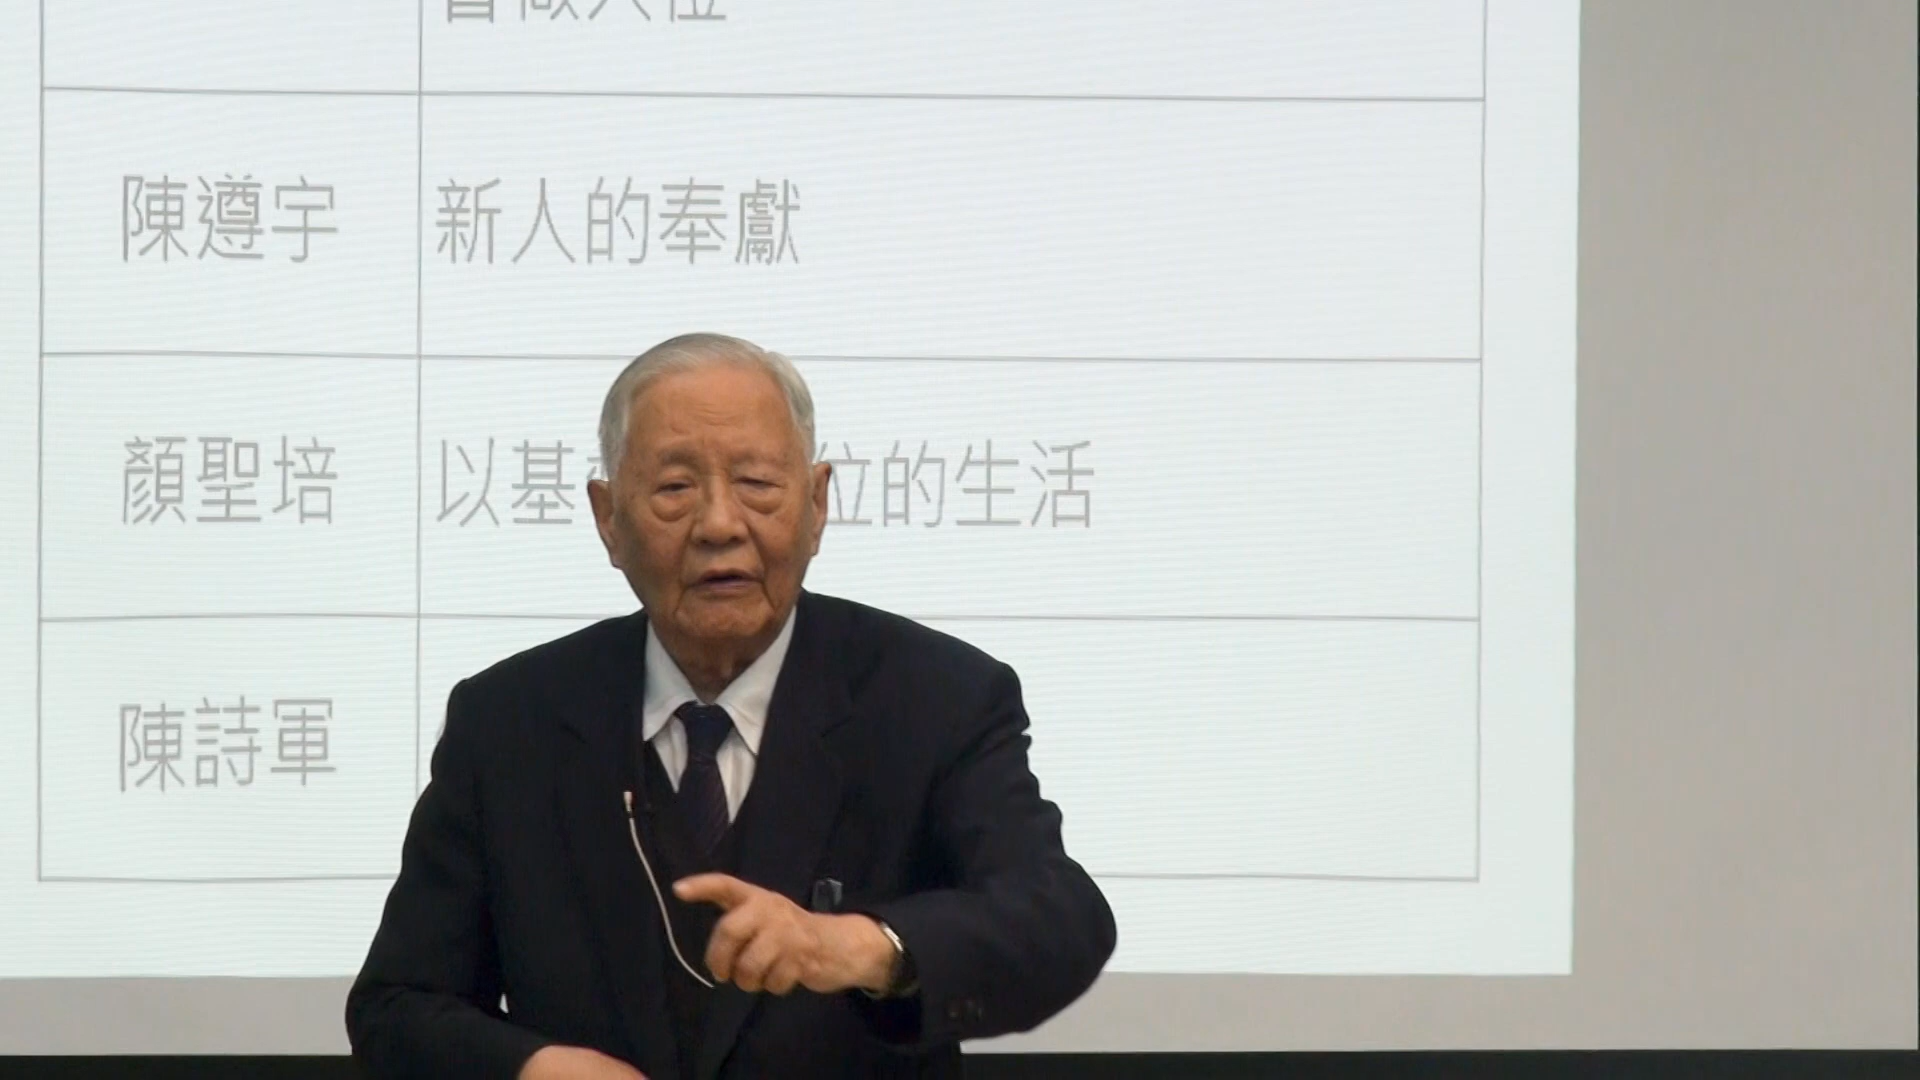 陳遵宇 新人的奉獻
顏聖培 以基 位的生活
陳詩軍